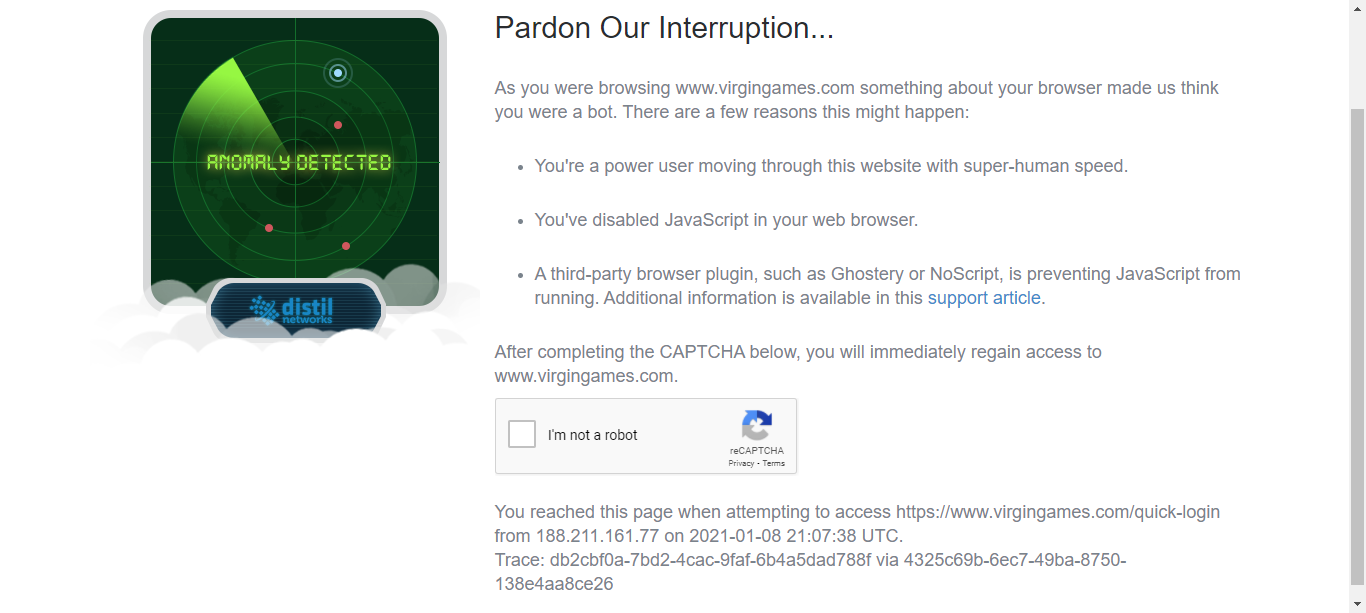 Pardon Our Interruption...
As you were browsing www.virgingames.com something about your browser made us think
you were a bot. There are a few reasons this might happen:
You're a power user moving through this website with super-human speed.
You've disabled JavaScript in your web browser.
A third-party browser plugin, such as Ghostery or NoScript, is preventing JavaScript from
running. Additional information is available in this support article.
After completing the CAPTCHA below, you will immediately regain access to
www.virgingames.com.
I'm not a robot
reCAPTCHA
Privacy - Terms
You reached this page when attempting to access https://www.virgingames.com/quick-login
from 188.211.161.77 on 2021-01-08 21:07:38 UTC.
Trace: db2cbf0a-7bd2-4cac-9faf-6b4a5dad788f via 4325c69b-6ec7-49ba-8750-
138e4aa8ce26
ANOMALY DETECTED
distil
networks